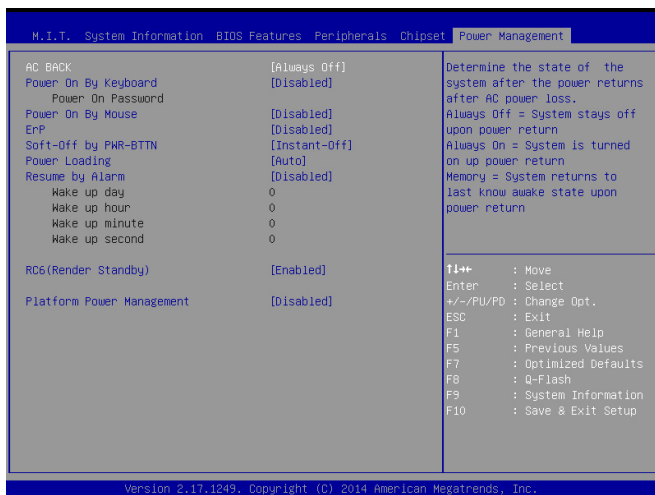 M.I.T. System Information BIOS Features Peripherals Chipset Power Management
AC BACK [Always Off]
Power On By Keyboard [Disabled]
Power On Password
Power On By Mouse [Disabled]
ErP [Disabled]
Soft-Off by PWR-BTTN [Instant-Off]
Power Loading [Auto]
Resume by Alarm [Disabled]
Wake up day 0
Wake up hour 0
Wake up minute 0
Wake up second 0
RC6(Render Standby) [Enabled]
Platform Power Management [Disabled]
Determine the state of the
system after the power returns
after AC power loss.
Always Off = System stays off
upon power return
Always On = System is turned
on up power return
Memory = System returns to
last know awake state upon
power return
↑↓→← : Move
Enter : Select
+/-/PU/PD : Change Opt.
ESC : Exit
F1 : General Help
F5 : Previous Values
F7 : Optimized Defaults
F8 : Q-Flash
F9 : System Information
F10 : Save & Exit Setup
Version 2.17.1249. Copyright (C) 2014 American Megatrends, Inc.